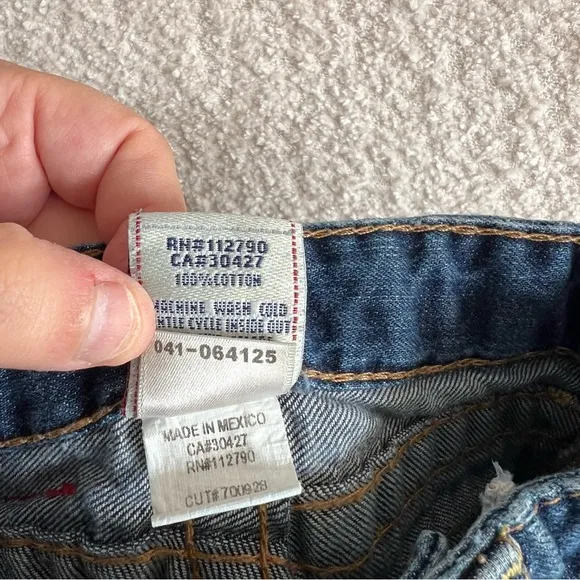 RN#112790
CA#30427
100%COTTON
MACHINE WASH COLD
CYCLE INSIDE OUT
041-064125
MADE IN MEXICO
CA#30427
RN#112790
CUT#700928